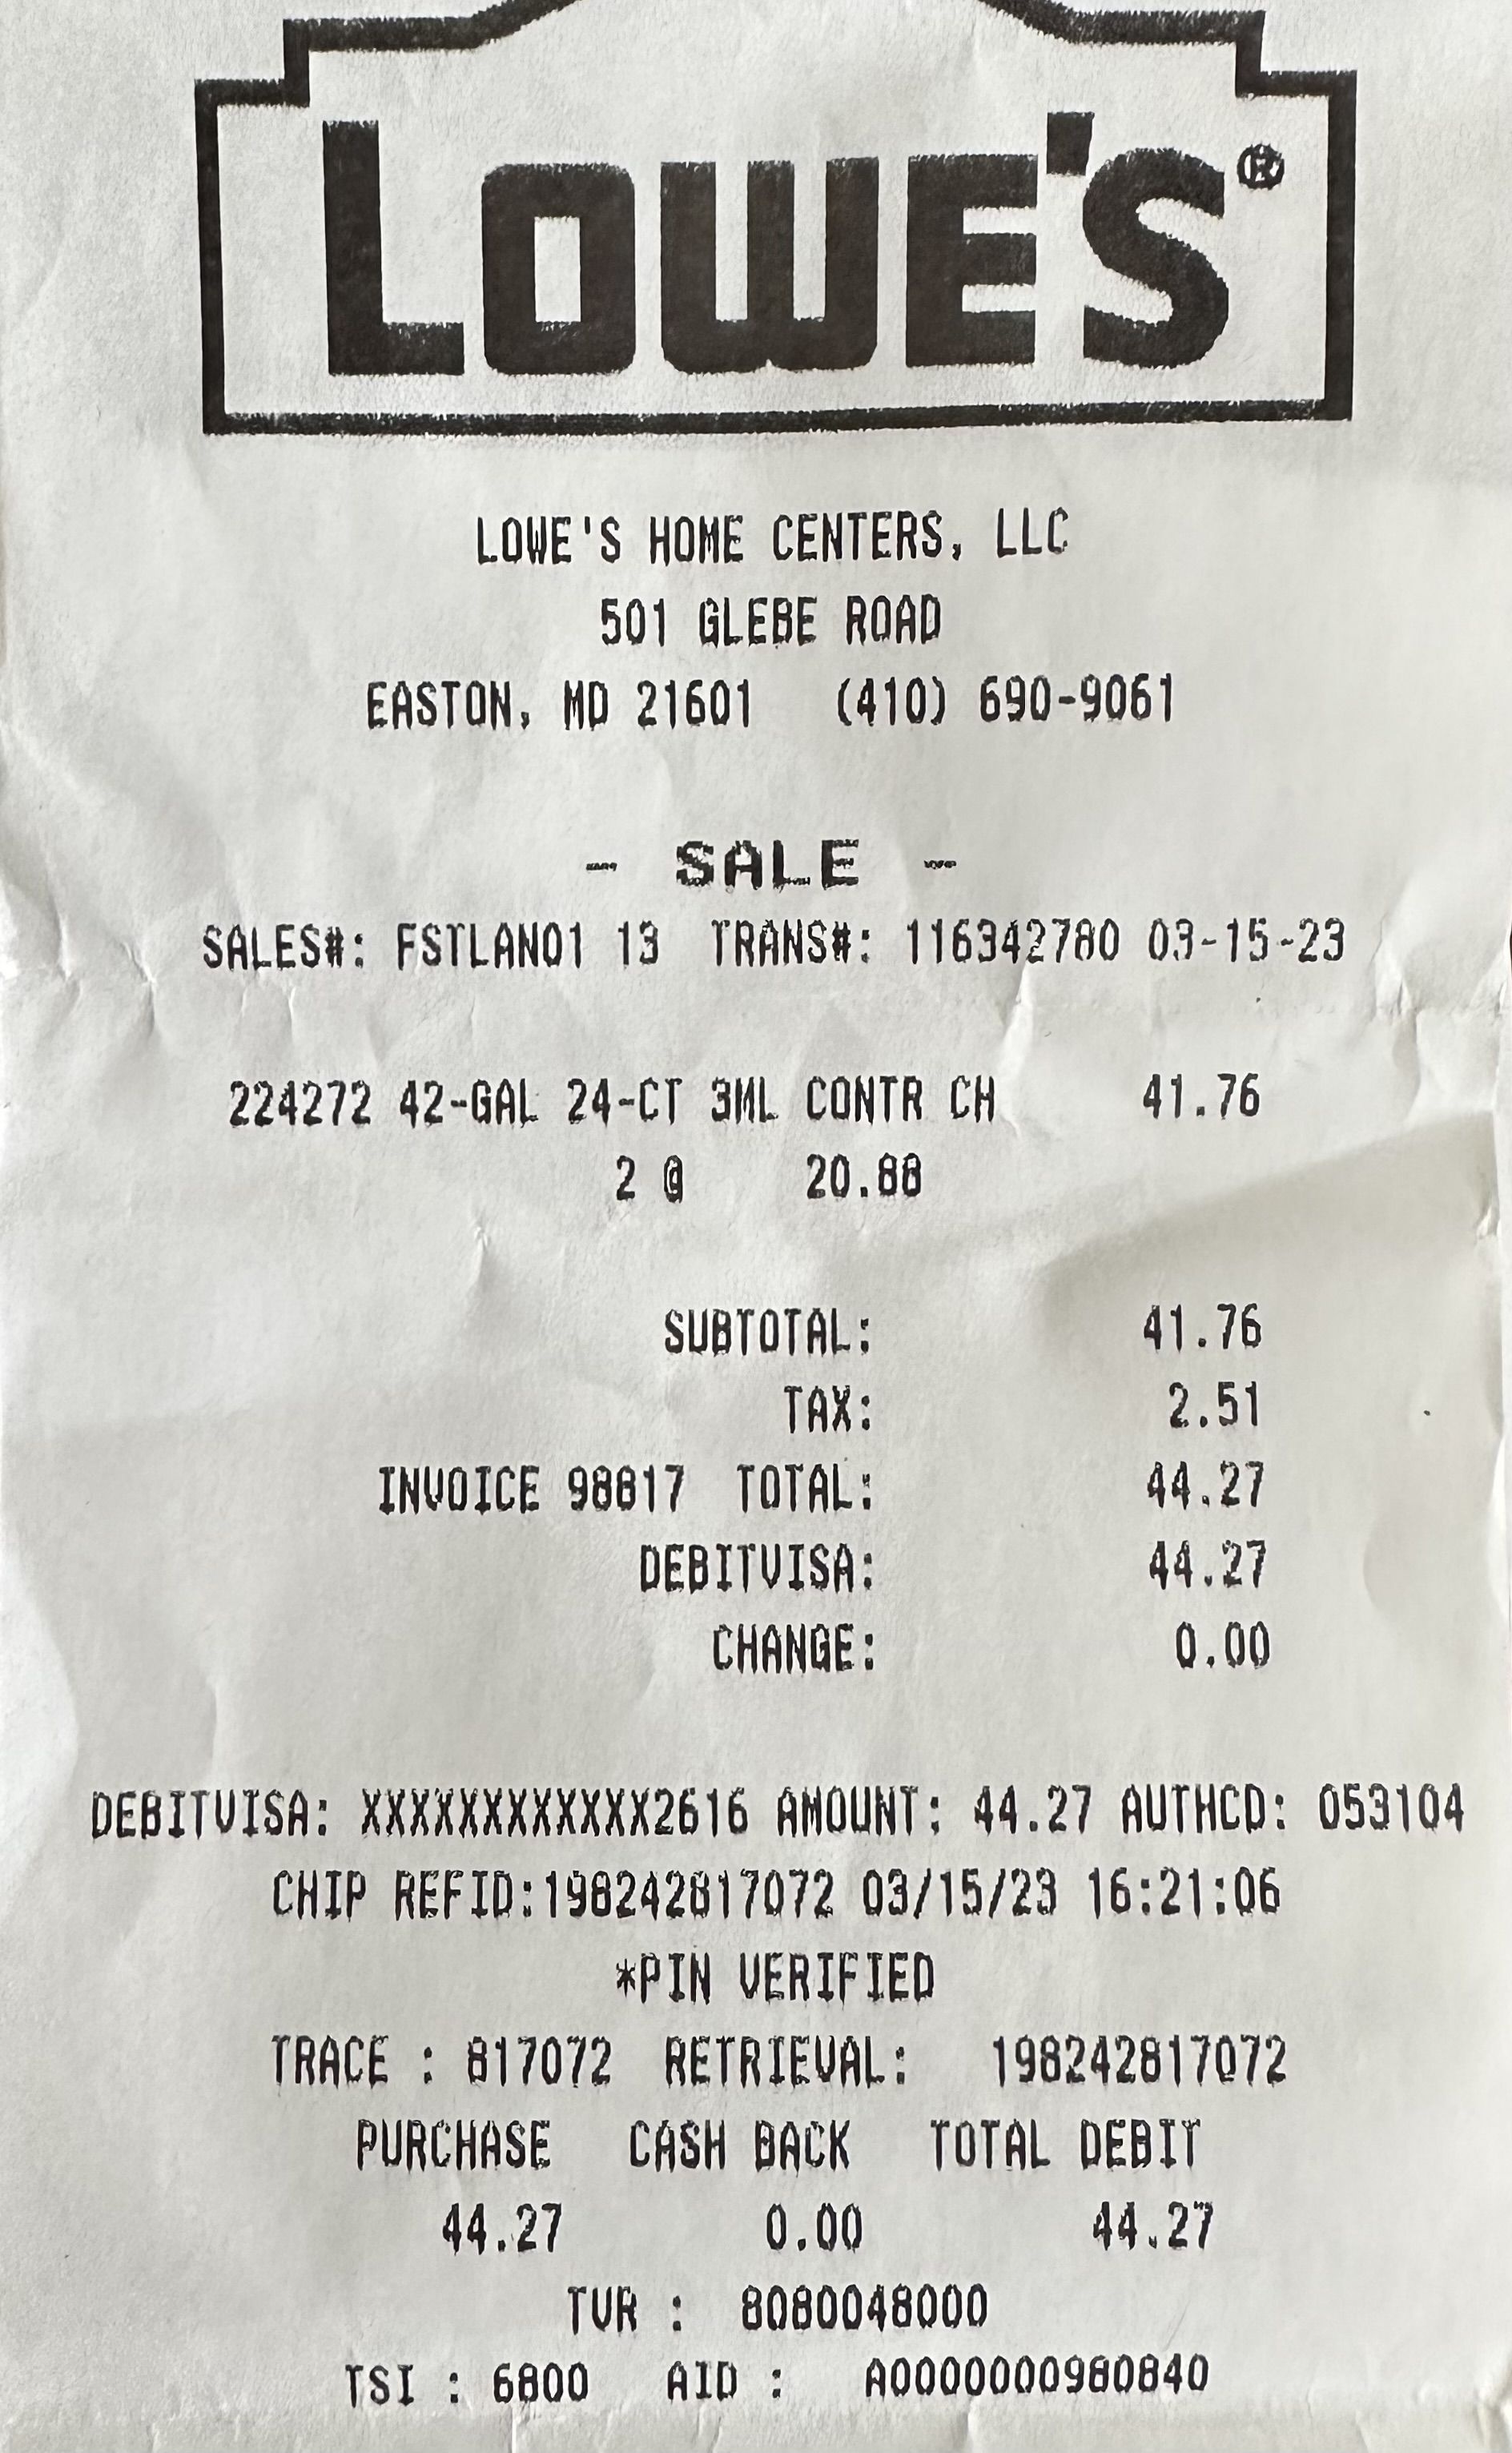 LOWE'S®
LOWE'S HOME CENTERS, LLC
501 GLEBE ROAD
EASTON, MD 21601 (410) 690-9061
- SALE -
SALES#: FSTLAN01 13 TRANS#: 116342780 03-15-23
224272 42-GAL 24-CT 3ML CONTR CH 41.76
2 @ 20.88
SUBTOTAL: 41.76
TAX: 2.51
INVOICE 98817 TOTAL: 44.27
DEBITVISA: 44.27
CHANGE: 0.00
DEBITVISA: XXXXXXXXXXXX2616 AMOUNT: 44.27 AUTHCD: 053104
CHIP REFID:198242817072 03/15/23 16:21:06
*PIN VERIFIED
TRACE : 817072 RETRIEVAL: 198242817072
PURCHASE CASH BACK TOTAL DEBIT
44.27 0.00 44.27
TVR : 8080048000
TSI : 6800 AID : A0000000980840